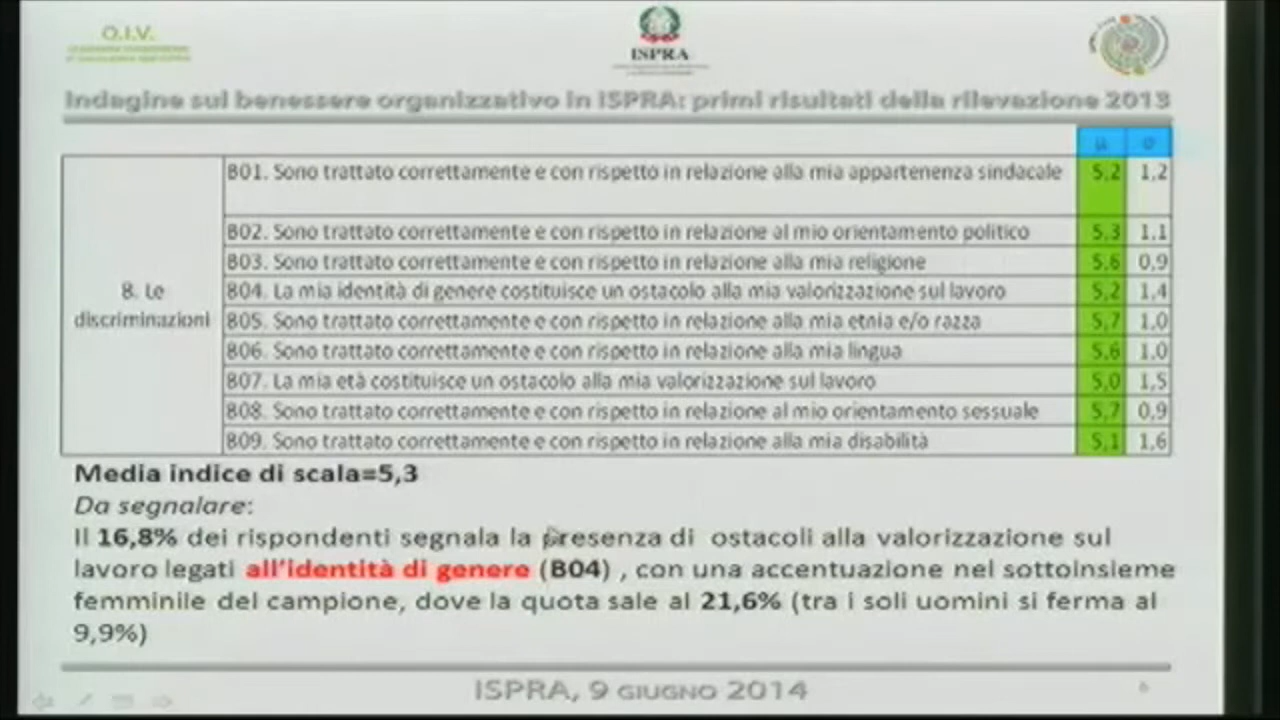 O.I.V.
ISPRA
Indagine sul benessere organizzativo in ISPRA: primi risultati della rilevazione 2013
μ σ
8. Le discriminazioni
B01. Sono trattato correttamente e con rispetto in relazione alla mia appartenenza sindacale 5,2 1,2
B02. Sono trattato correttamente e con rispetto in relazione al mio orientamento politico 5,3 1,1
B03. Sono trattato correttamente e con rispetto in relazione alla mia religione 5,6 0,9
B04. La mia identità di genere costituisce un ostacolo alla mia valorizzazione sul lavoro 5,2 1,4
B05. Sono trattato correttamente e con rispetto in relazione alla mia etnia e/o razza 5,7 1,0
B06. Sono trattato correttamente e con rispetto in relazione alla mia lingua 5,6 1,0
B07. La mia età costituisce un ostacolo alla mia valorizzazione sul lavoro 5,0 1,5
B08. Sono trattato correttamente e con rispetto in relazione al mio orientamento sessuale 5,7 0,9
B09. Sono trattato correttamente e con rispetto in relazione alla mia disabilità 5,1 1,6
Media indice di scala=5,3
Da segnalare:
Il 16,8% dei rispondenti segnala la presenza di ostacoli alla valorizzazione sul
lavoro legati all'identità di genere (B04) , con una accentuazione nel sottoinsieme
femminile del campione, dove la quota sale al 21,6% (tra i soli uomini si ferma al
9,9%)
ISPRA, 9 GIUGNO 2014
6